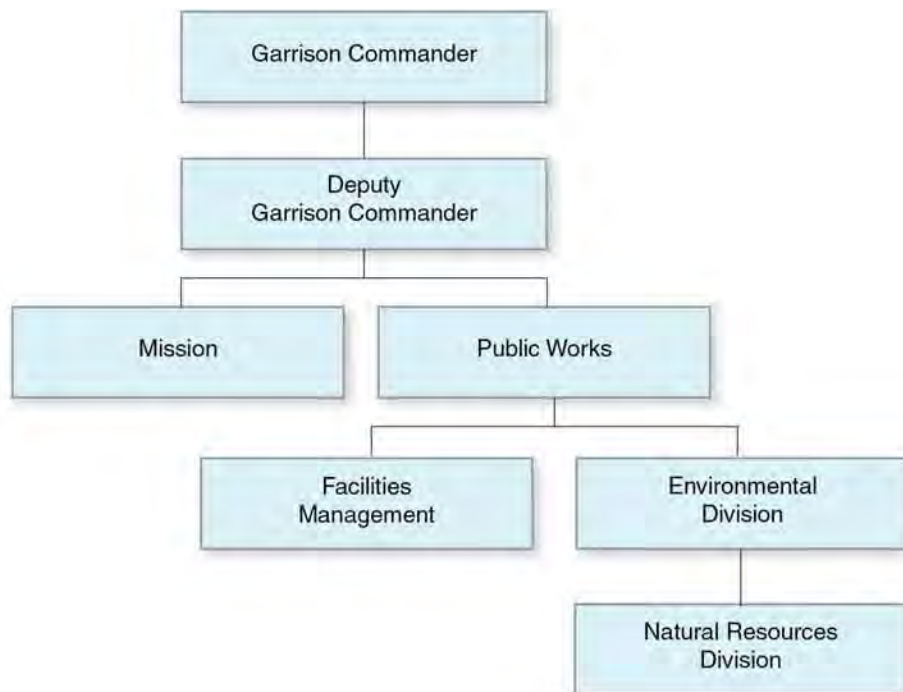 Garrison Commander
Deputy
Garrison Commander
Mission
Public Works
Facilities
Management
Environmental
Division
Natural Resources
Division